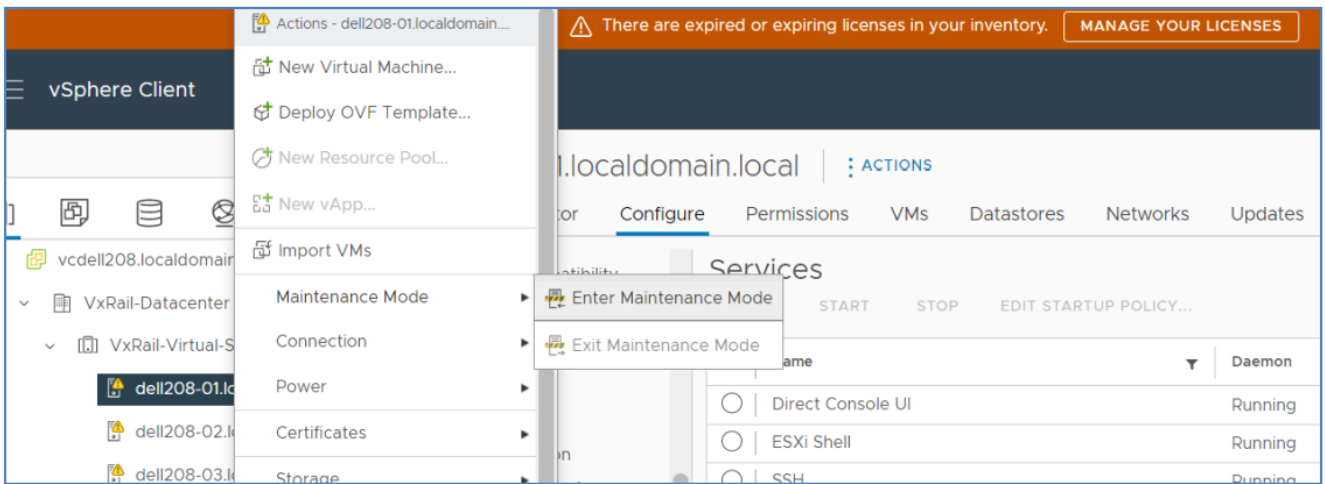 Actions - dell208-01.localdomain....
There are expired or expiring licenses in your inventory.
MANAGE YOUR LICENSES
vSphere Client
New Virtual Machine...
Deploy OVF Template...
New Resource Pool...
New vApp...
Import VMs
Maintenance Mode
Connection
Power
Certificates
Storage
Enter Maintenance Mode
Exit Maintenance Mode
1.localdomain.local
ACTIONS
tor
Configure
Permissions
VMs
Datastores
Networks
Updates
vcdell208.localdomain
VxRail-Datacenter
VxRail-Virtual-S
dell208-01.lo
dell208-02.l
dell208-03.l
Services
START
STOP
EDIT STARTUP POLICY...
ame
Daemon
Direct Console UI
Running
ESXi Shell
Running
SSH
Running
on